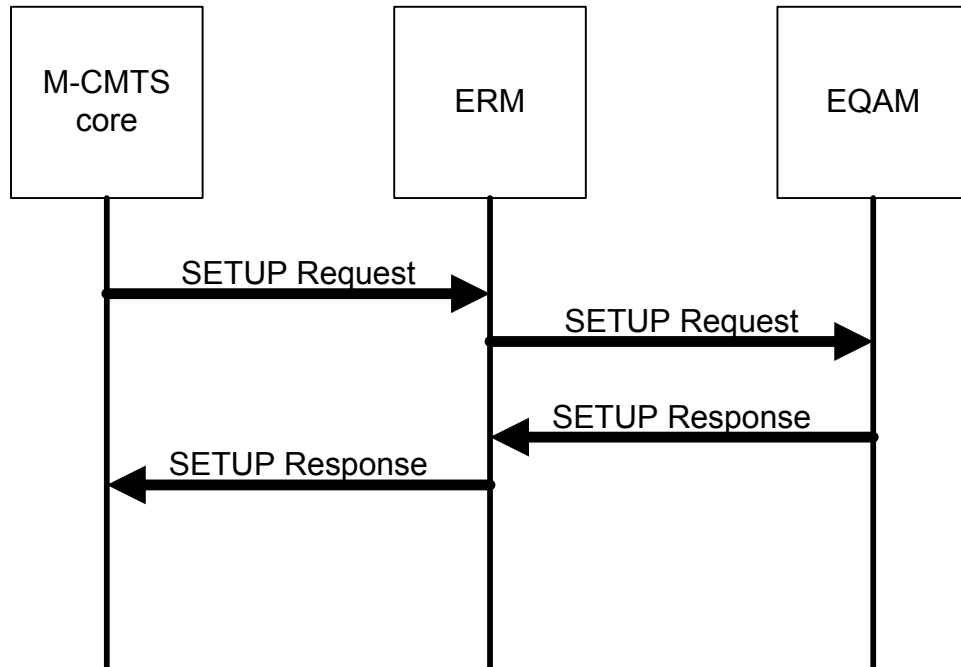 M-CMTS
core
ERM
EQAM
SETUP Request
SETUP Request
SETUP Response
SETUP Response